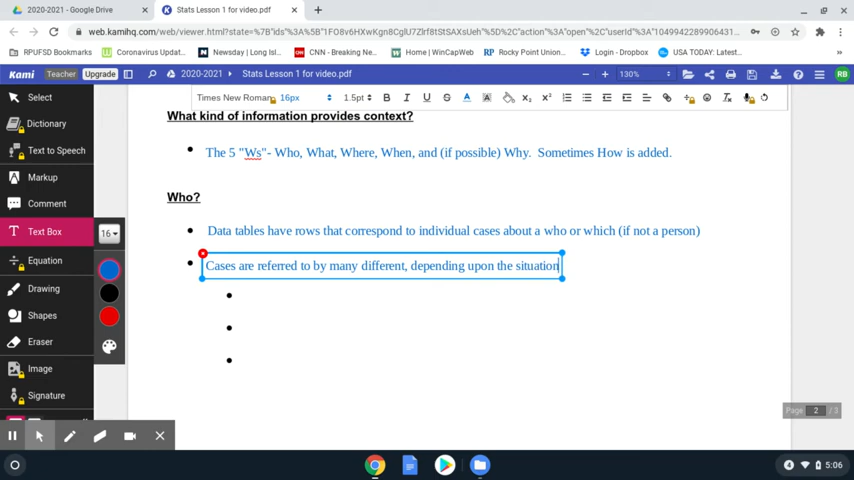 2020-2021 - Google Drive
Stats Lesson 1 for video.pdf
web.kamihq.com/web/viewer.html?state=%7B"ids"%3A%5B"1FO8v6HXwKgn8CglU7Zlrf8tStSAXsUeh"%5D%2C"action"%3A"open"%2C"userId"%3A"1049942289906431...
RPUFSD Bookmarks
Coronavirus Updat...
Newsday | Long Isl...
CNN - Breaking Ne...
Home | WinCapWeb
Rocky Point Union...
Login · Dropbox
USA TODAY: Latest...
Kami
Teacher
Upgrade
2020-2021
Stats Lesson 1 for video.pdf
130%
RB
Times New Roman
16px
1.5pt
B I U S A A X₂ X²
Select
Dictionary
Text to Speech
Markup
Comment
Text Box
Equation
Drawing
Shapes
Eraser
Image
Signature
16
What kind of information provides context?
The 5 "Ws"- Who, What, Where, When, and (if possible) Why. Sometimes How is added.
Who?
Data tables have rows that correspond to individual cases about a who or which (if not a person)
Cases are referred to by many different, depending upon the situation
Page 2 / 3
4
5:06